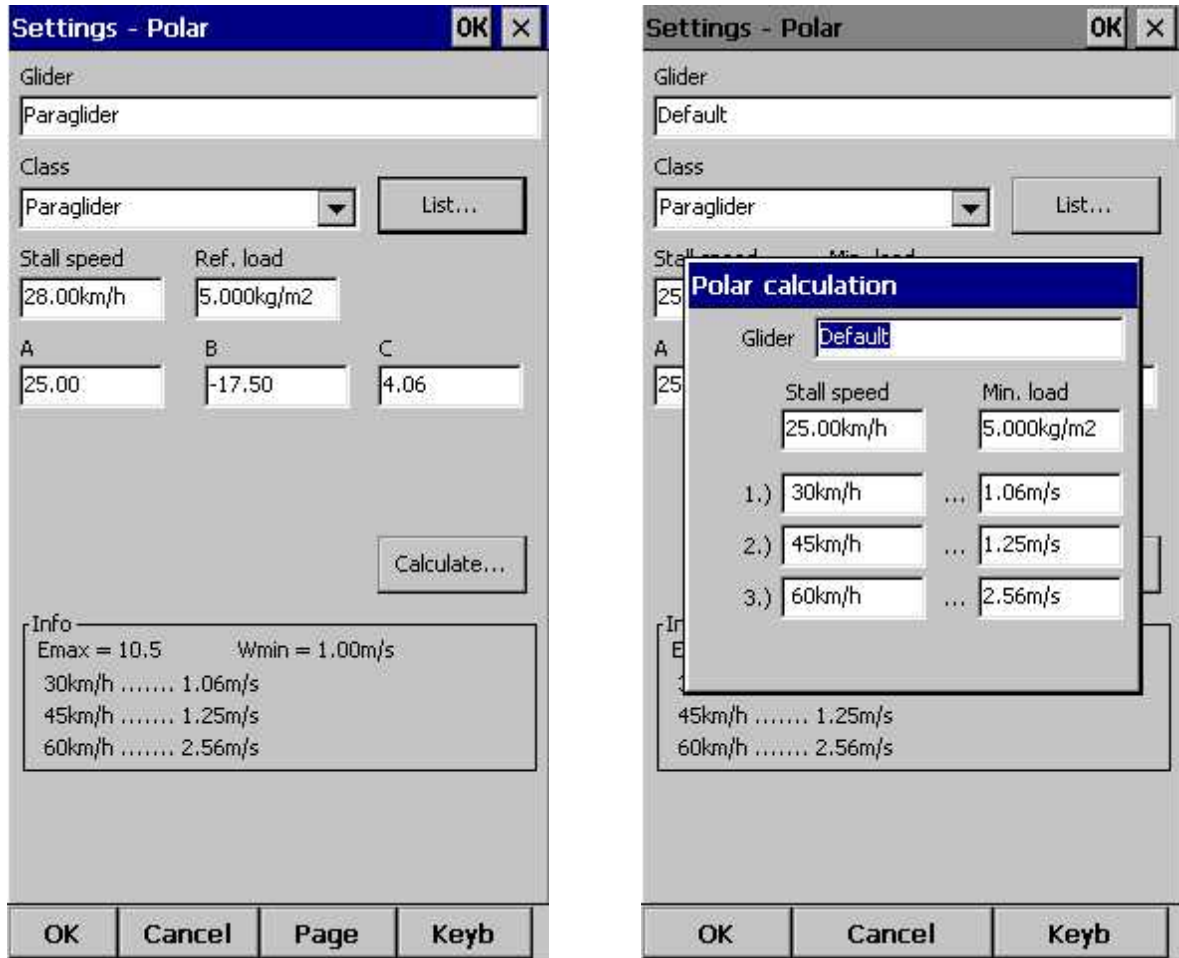 Settings - Polar OK ×
Glider
Paraglider
Class
Paraglider List...
Stall speed Ref. load
28.00km/h 5.000kg/m2
A B C
25.00 -17.50 4.06
Calculate...
Info
Emax = 10.5 Wmin = 1.00m/s
30km/h ....... 1.06m/s
45km/h ....... 1.25m/s
60km/h ....... 2.56m/s
OK Cancel Page Keyb
Settings - Polar OK ×
Glider
Default
Class
Paraglider List...
25
A
25
Polar calculation
Glider Default
Stall speed Min. load
25.00km/h 5.000kg/m2
1.) 30km/h ... 1.06m/s
2.) 45km/h ... 1.25m/s
3.) 60km/h ... 2.56m/s
45km/h ....... 1.25m/s
60km/h ....... 2.56m/s
OK Cancel Keyb